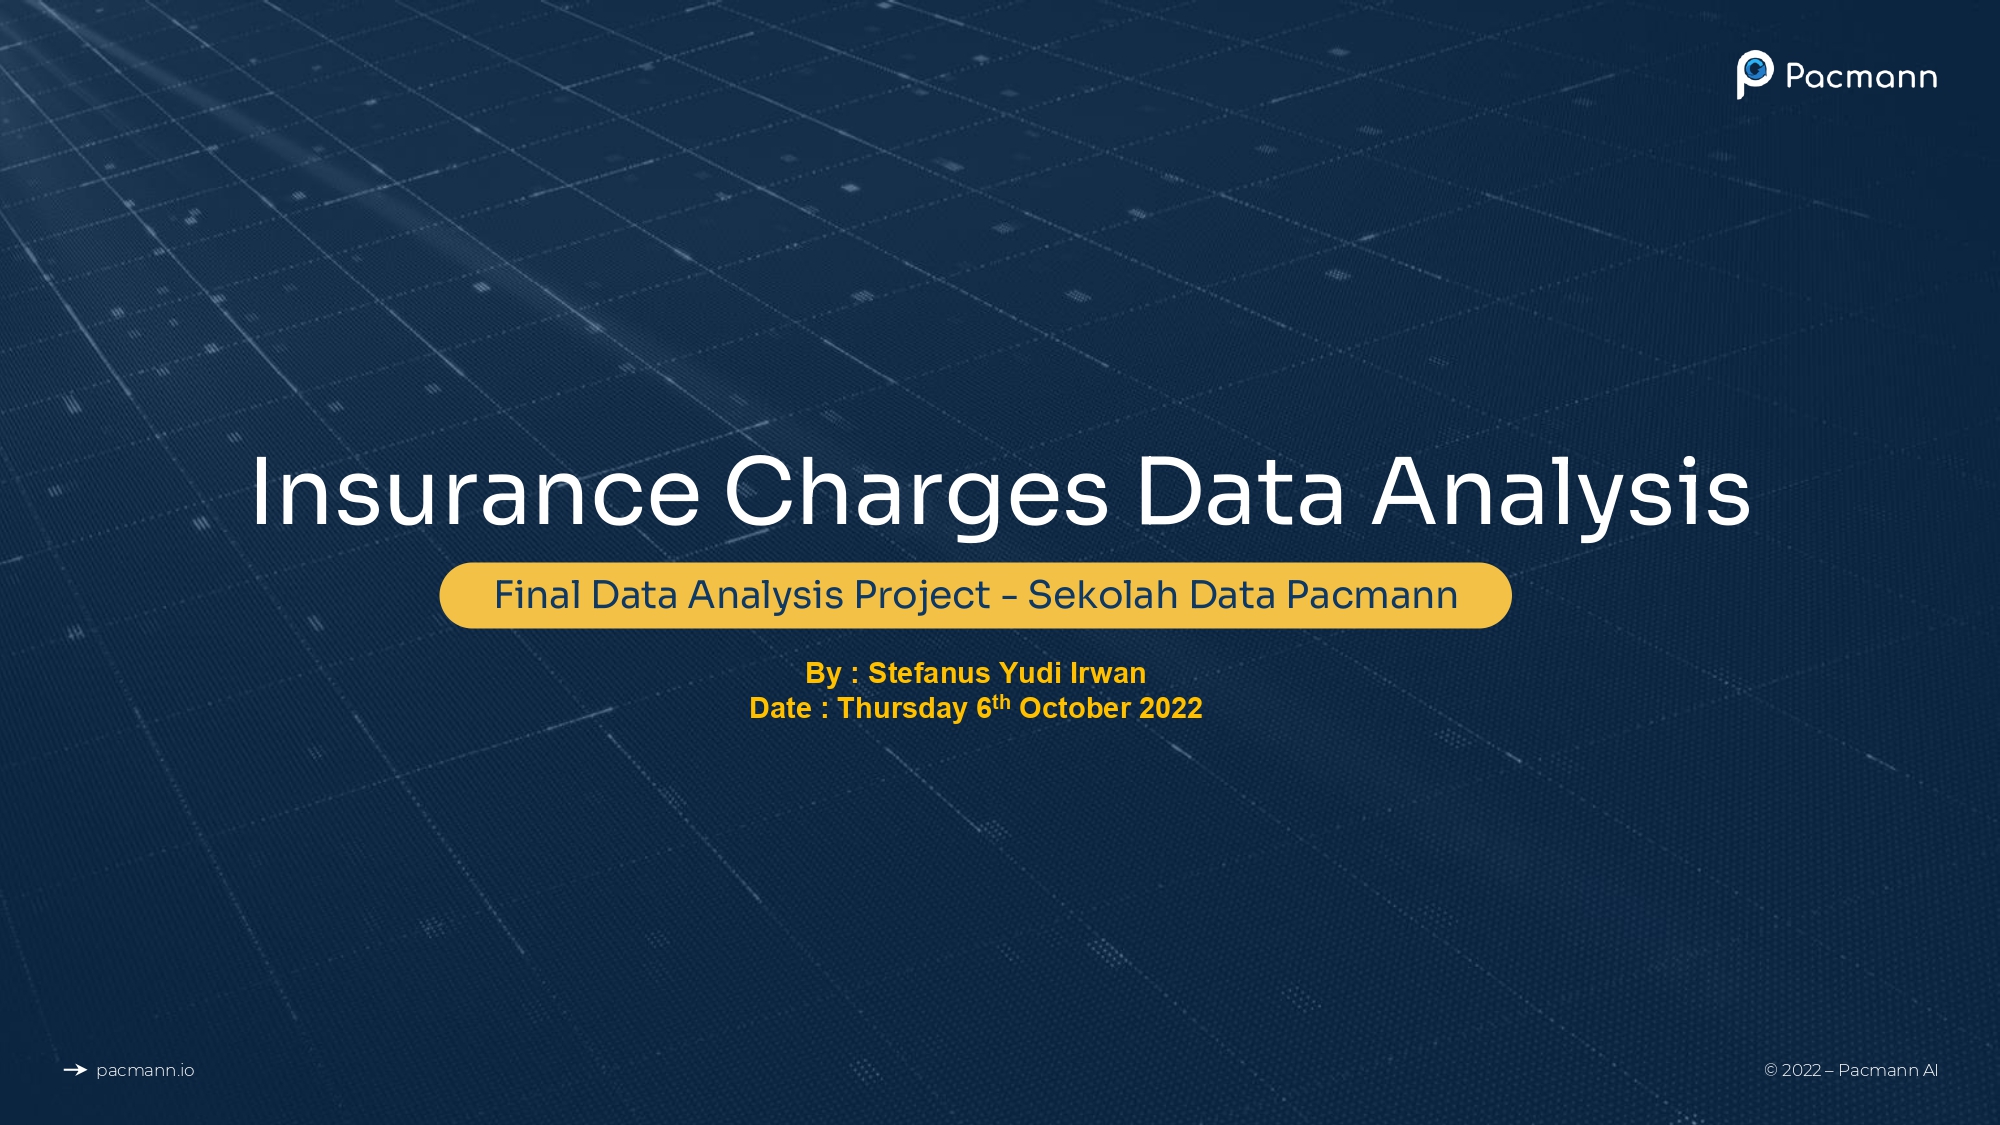 Pacmann
Insurance Charges Data Analysis
Final Data Analysis Project - Sekolah Data Pacmann
By : Stefanus Yudi Irwan
Date : Thursday 6th October 2022
pacmann.io
© 2022 – Pacmann AI